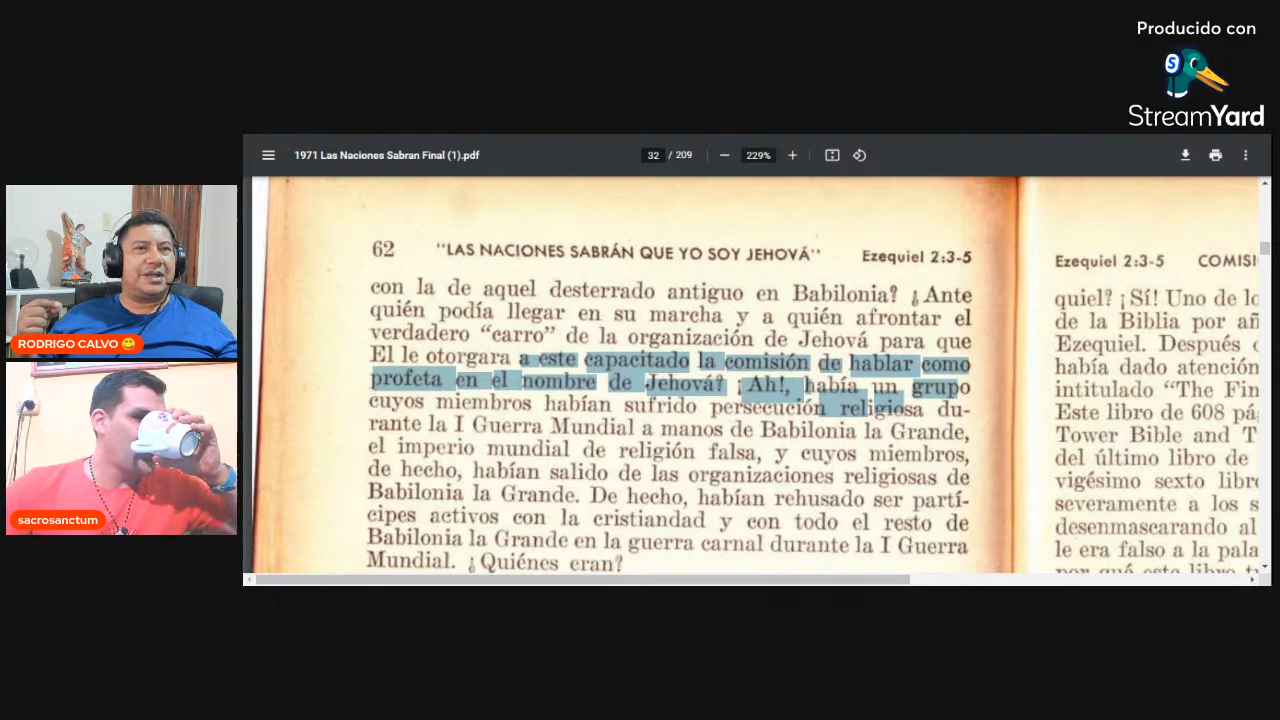 Producido con
StreamYard
1971 Las Naciones Sabran Final (1).pdf
32 / 209
229%
RODRIGO CALVO
sacrosanctum
62 "LAS NACIONES SABRÁN QUE YO SOY JEHOVÁ" Ezequiel 2:3-5
con la de aquel desterrado antiguo en Babilonia? ¿Ante
quién podía llegar en su marcha y a quién afrontar el
verdadero "carro" de la organización de Jehová para que
El le otorgara a este capacitado la comisión de hablar como
profeta en el nombre de Jehová? ¡Ah!, había un grupo
cuyos miembros habían sufrido persecución religiosa du-
rante la I Guerra Mundial a manos de Babilonia la Grande,
el imperio mundial de religión falsa, y cuyos miembros,
de hecho, habían salido de las organizaciones religiosas de
Babilonia la Grande. De hecho, habían rehusado ser partí-
cipes activos con la cristiandad y con todo el resto de
Babilonia la Grande en la guerra carnal durante la I Guerra
Mundial. ¿Quiénes eran?
Ezequiel 2:3-5 COMISI
quiel? ¡Sí! Uno de lo
de la Biblia por añ
Ezequiel. Después
había dado atención
intitulado "The Fin
Este libro de 608 pá
Tower Bible and T
del último libro de
vigésimo sexto libro
severamente a los s
desenmascarando al
le era falso a la pala